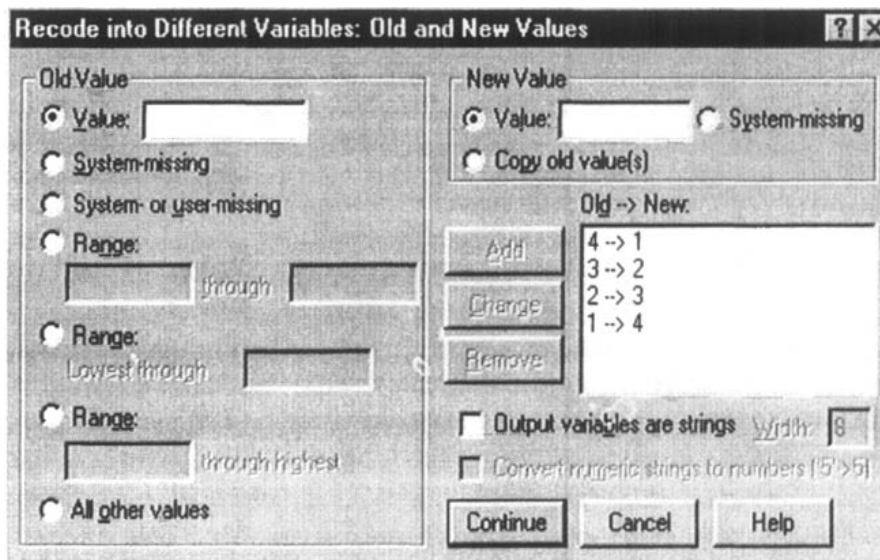 Recode into Different Variables: Old and New Values
Old Value
Value:
System-missing
System- or user-missing
Range:
through
Range:
Lowest through
Range:
through highest
All other values
New Value
Value:
System-missing
Copy old value(s)
Old --> New:
4 --> 1
3 --> 2
2 --> 3
1 --> 4
Add
Change
Remove
Output variables are strings Width: 8
Convert numeric strings to numbers ('5'->5)
Continue Cancel Help